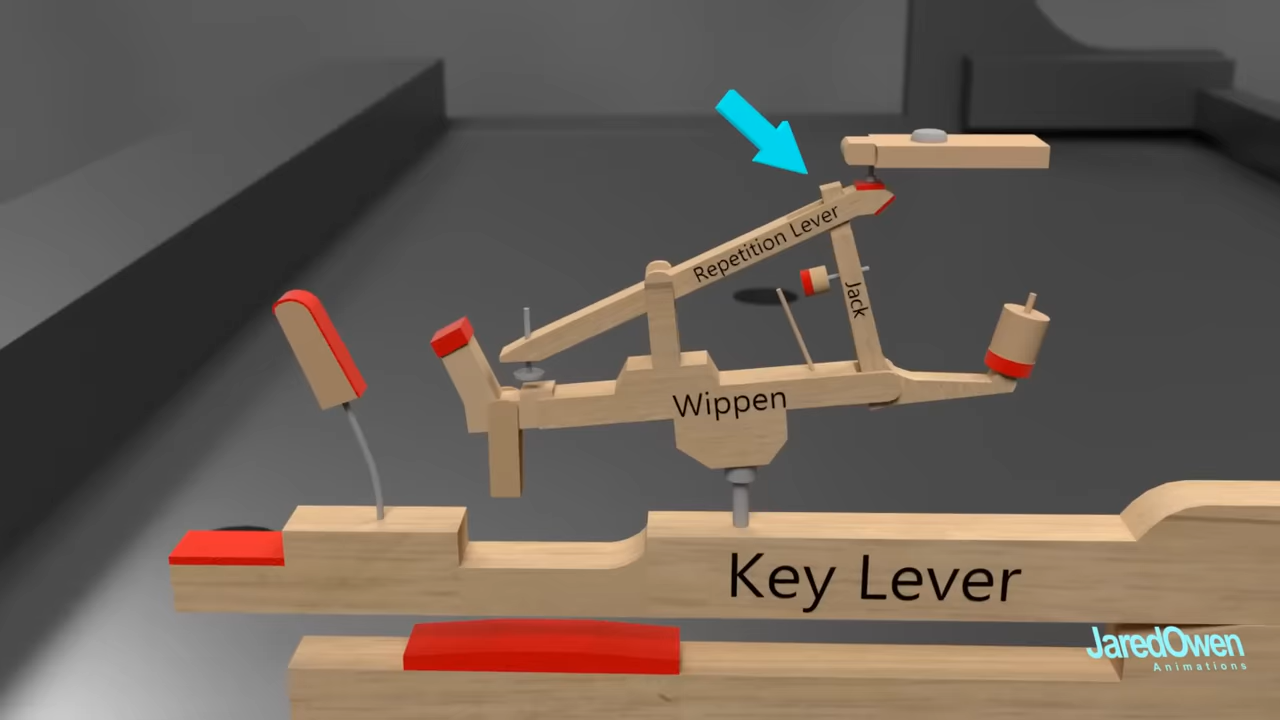 Repetition Lever
Jack
Wippen
Key Lever
JaredOwen
Animations